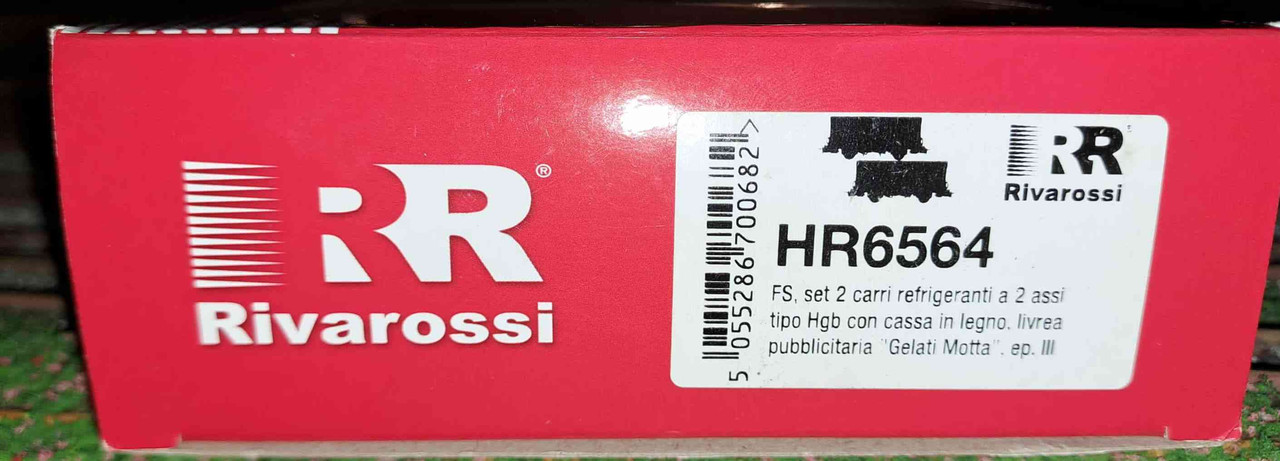 RR®
Rivarossi
RR
Rivarossi
HR6564
FS, set 2 carri refrigeranti a 2 assi
tipo Hgb con cassa in legno, livrea
pubblicitaria "Gelati Motta". ep. III
5 055286 700682 >